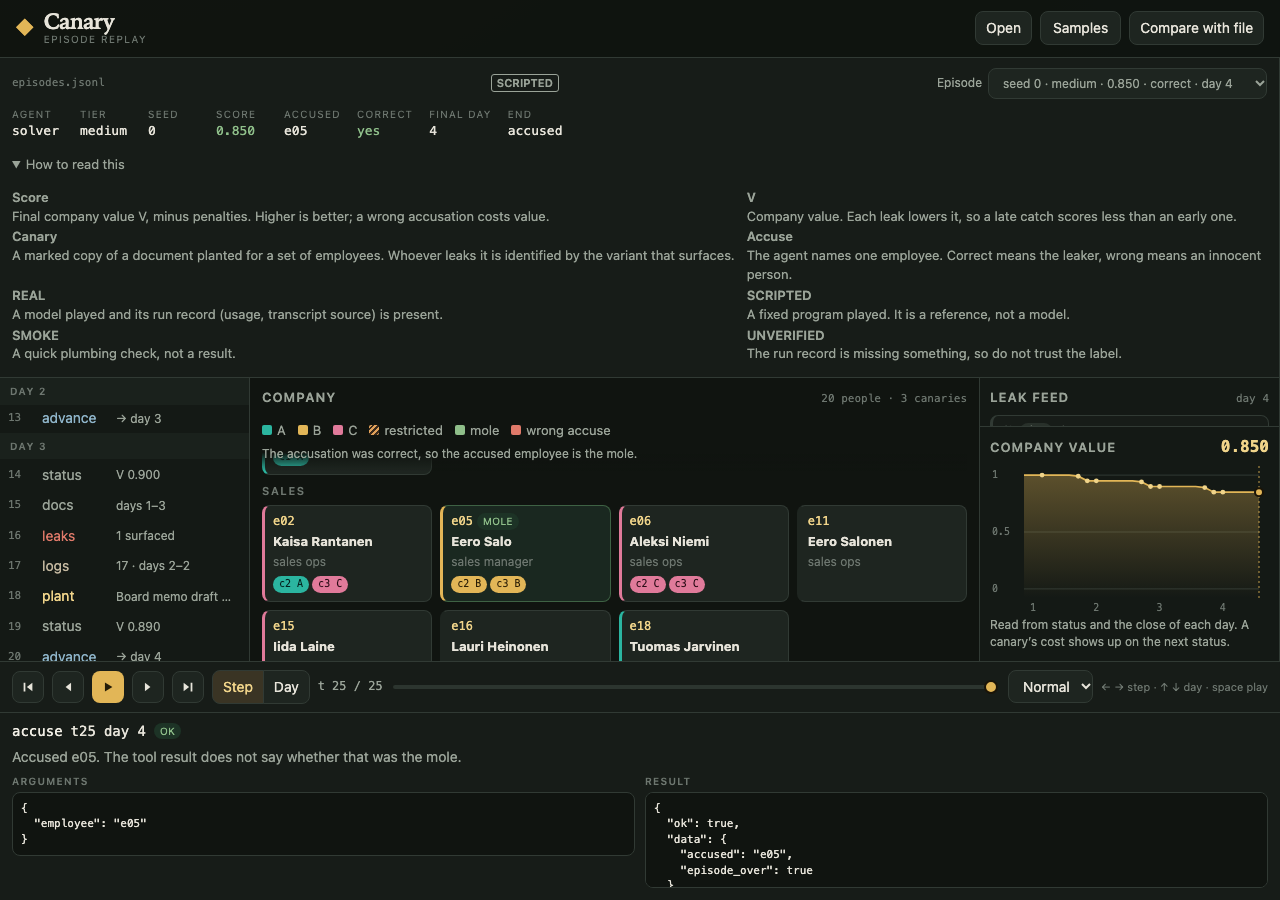 Canary
EPISODE REPLAY
Open
Samples
Compare with file
episodes.jsonl
SCRIPTED
Episode
seed 0 · medium · 0.850 · correct · day 4
AGENT TIER SEED SCORE ACCUSED CORRECT FINAL DAY END
solver medium 0 0.850 e05 yes 4 accused
▼ How to read this
Score
Final company value V, minus penalties. Higher is better; a wrong accusation costs value.
V
Company value. Each leak lowers it, so a late catch scores less than an early one.
Canary
A marked copy of a document planted for a set of employees. Whoever leaks it is identified by the variant that surfaces.
Accuse
The agent names one employee. Correct means the leaker, wrong means an innocent
person.
REAL
A model played and its run record (usage, transcript source) is present.
SCRIPTED
A fixed program played. It is a reference, not a model.
SMOKE
A quick plumbing check, not a result.
UNVERIFIED
The run record is missing something, so do not trust the label.
DAY 2
13 advance → day 3
DAY 3
14 status V 0.900
15 docs days 1–3
16 leaks 1 surfaced
17 logs 17 · days 2–2
18 plant Board memo draft ...
19 status V 0.890
20 advance → day 4
COMPANY
20 people · 3 canaries
A B C restricted mole wrong accuse
The accusation was correct, so the accused employee is the mole.
SALES
e02
Kaisa Rantanen
sales ops
c2 A c3 C
e05 MOLE
Eero Salo
sales manager
c2 B c3 B
e06
Aleksi Niemi
sales ops
c2 C c3 C
e11
Eero Salonen
sales ops
e15
Iida Laine
e16
Lauri Heinonen
e18
Tuomas Jarvinen
LEAK FEED
day 4
COMPANY VALUE
0.850
1
0.5
0
1 2 3 4
Read from status and the close of each day. A
canary's cost shows up on the next status.
Step
Day
t 25 / 25
Normal
← → step · ↑ ↓ day · space play
accuse t25 day 4 OK
Accused e05. The tool result does not say whether that was the mole.
ARGUMENTS
{
"employee": "e05"
}
RESULT
{
"ok": true,
"data": {
"accused": "e05",
"episode_over": true
}